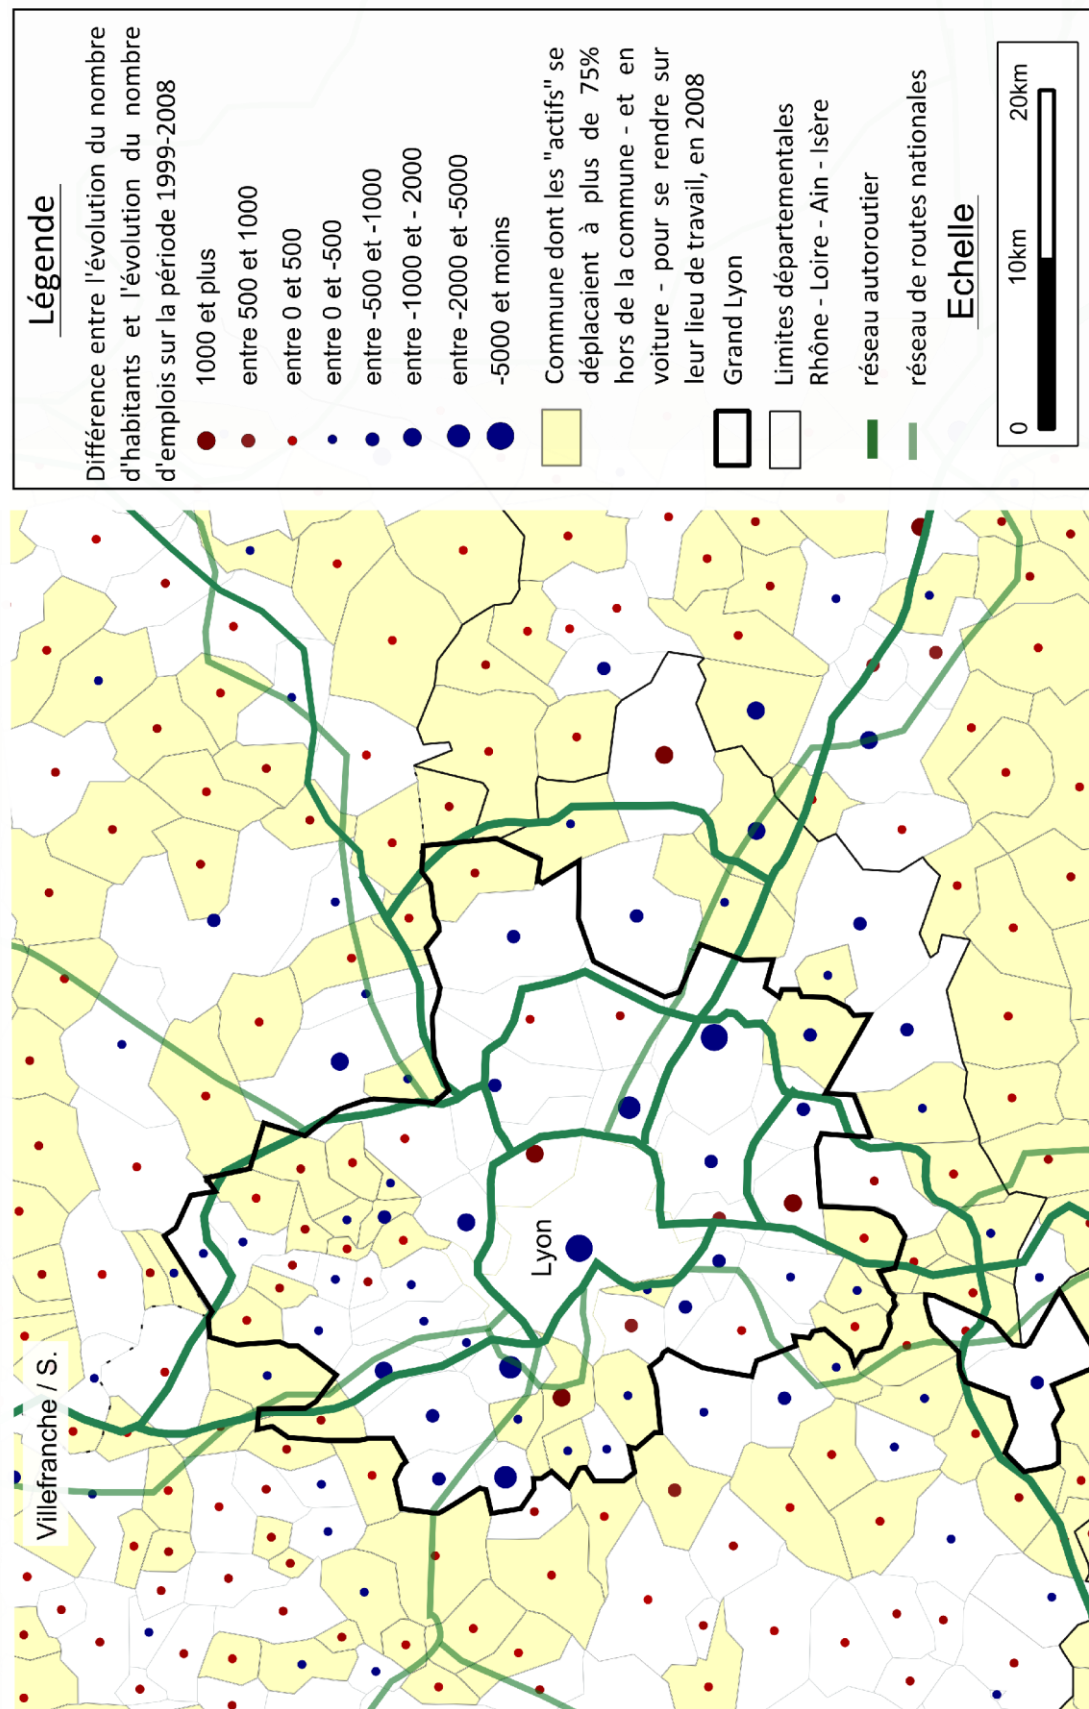 Légende
Différence entre l'évolution du nombre
d'habitants et l'évolution du nombre
d'emplois sur la période 1999-2008
1000 et plus
entre 500 et 1000
entre 0 et 500
entre 0 et -500
entre -500 et -1000
entre -1000 et - 2000
entre -2000 et -5000
-5000 et moins
Commune dont les "actifs" se
déplacaient à plus de 75%
hors de la commune - et en
voiture - pour se rendre sur
leur lieu de travail, en 2008
Grand Lyon
Limites départementales
Rhône - Loire - Ain - Isère
réseau autoroutier
réseau de routes nationales
Echelle
0 10km 20km
Villefranche / S.
Lyon